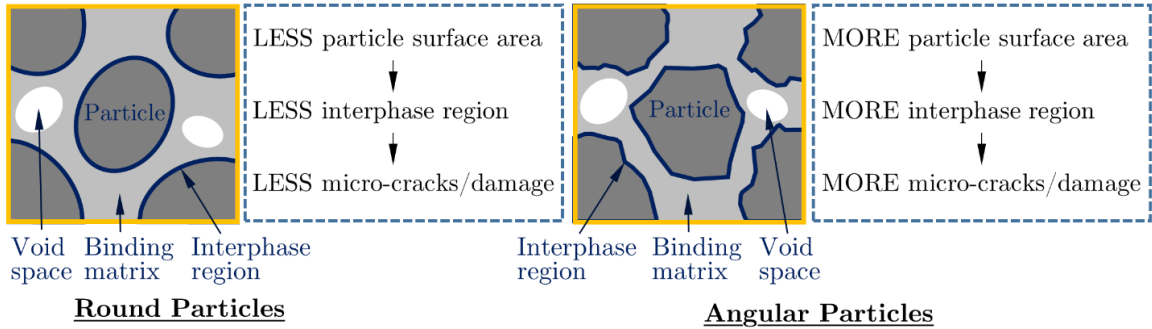 Particle
Void
space
Binding
matrix
Interphase
region
Round Particles
LESS particle surface area
LESS interphase region
LESS micro-cracks/damage
Particle
Interphase
region
Binding
matrix
Void
space
Angular Particles
MORE particle surface area
MORE interphase region
MORE micro-cracks/damage